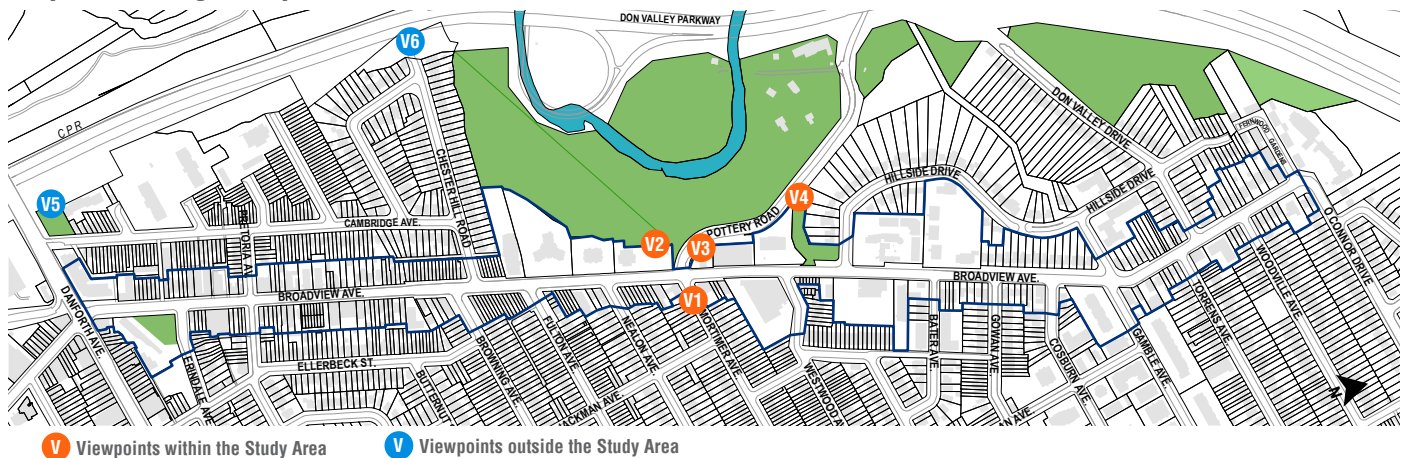 DON VALLEY PARKWAY
V6
CPR
CHESTER HILL ROAD
DON VALLEY DRIVE
FERNWOOD
GARDENS
V5
CAMBRIDGE AVE.
V4
HILLSIDE DRIVE
HILLSIDE DRIVE
O'CONNOR DRIVE
POTTERY ROAD
V2
V3
BROADVIEW AVE.
BROADVIEW AVE.
V1
DANFORTH AVE.
ERINDALE AVE
ELLERBECK ST.
BUTTERNUT
BROWNING AVE.
FULTON AVE.
NEALON AVE.
MORTIMER AVE.
WESTWOOD AV
BATER AVE.
GOWAN AVE.
COSBURN AVE.
GAMBLE AVE.
TORRENS AVE.
WOODVILLE AVE.
N
V Viewpoints within the Study Area
V Viewpoints outside the Study Area